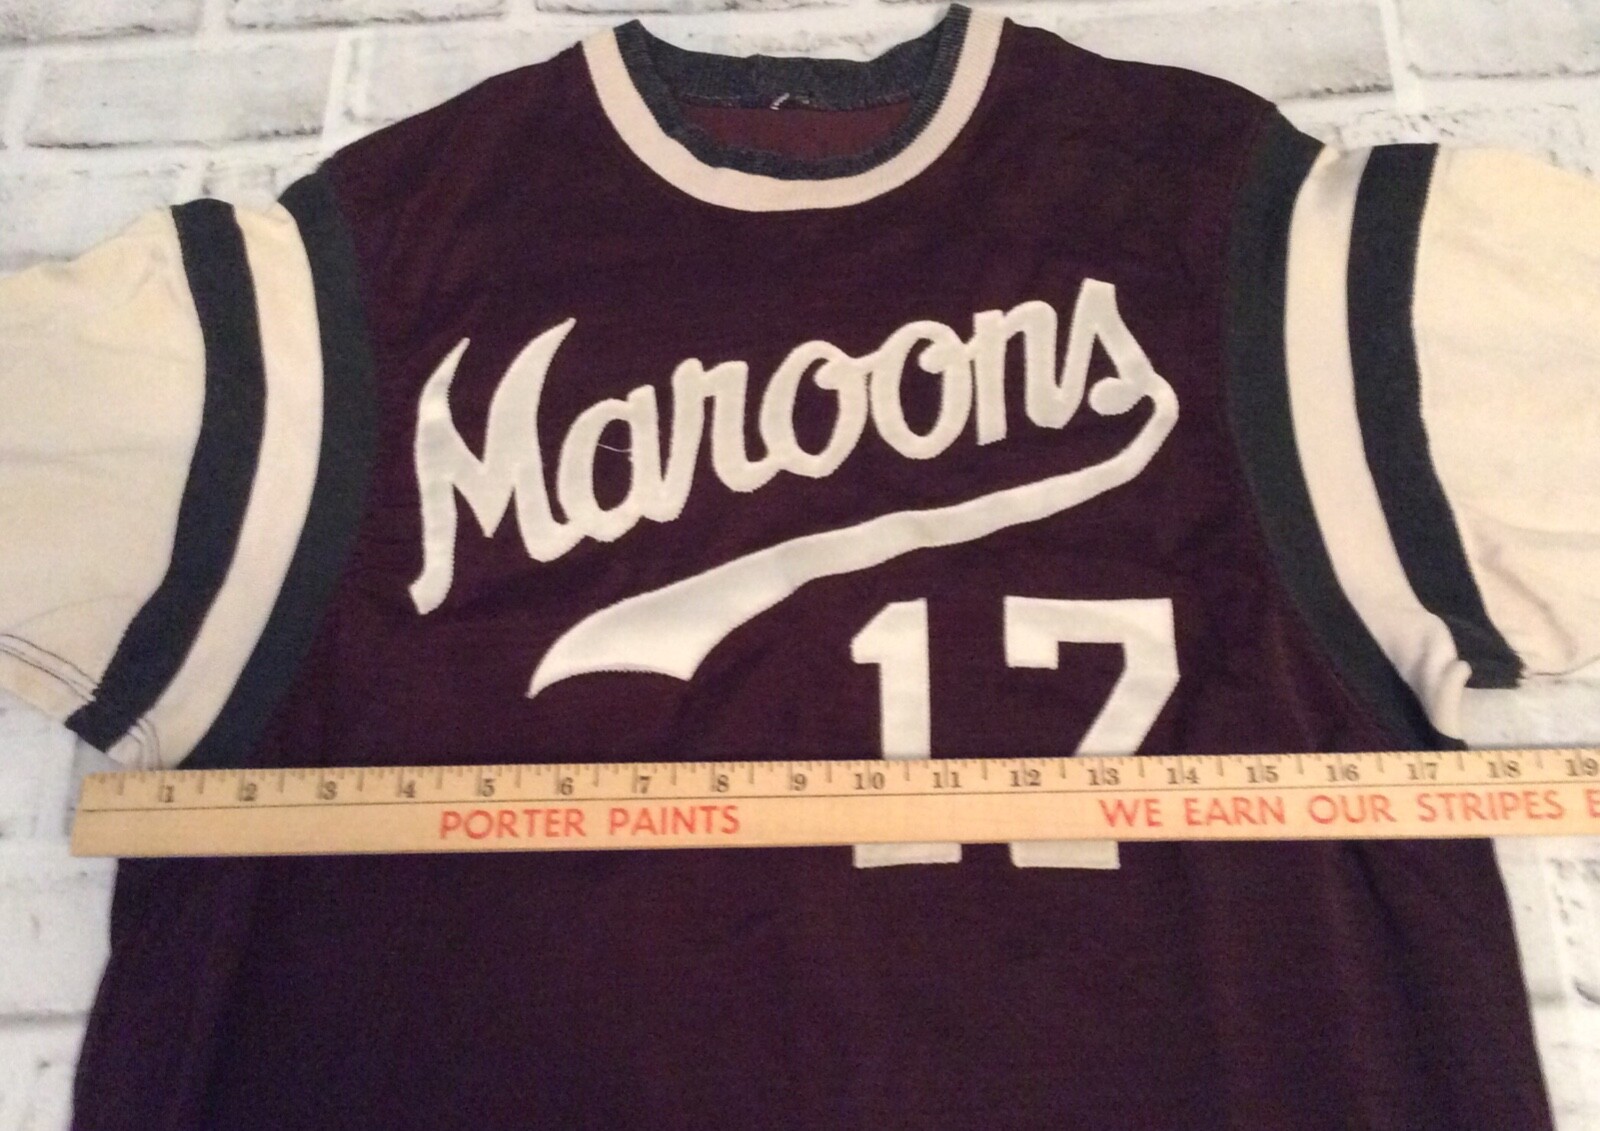 Maroons
17
1 2 3 4 5 6 7 8 9 10 11 12 13 14 15 16 17 18 19
PORTER PAINTS WE EARN OUR STRIPES E